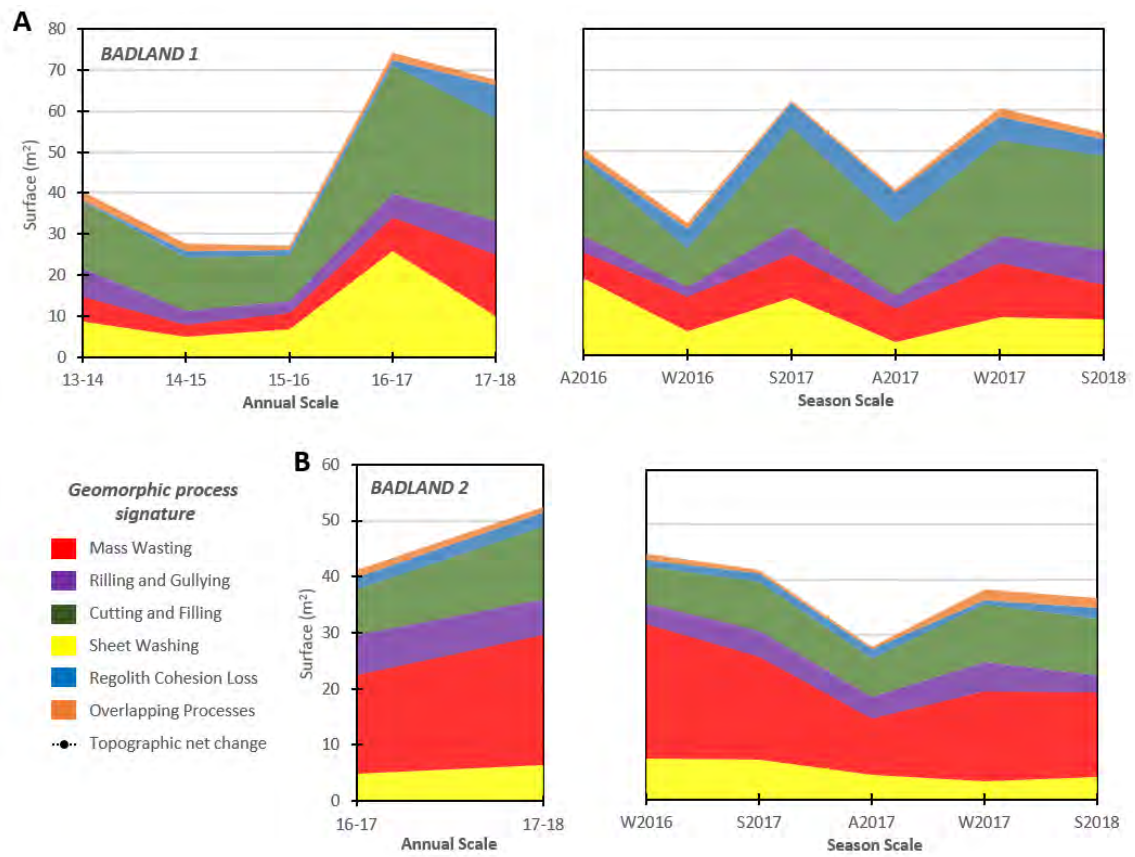 A
BADLAND 1
Surface (m²)
80
70
60
50
40
30
20
10
0
13-14 14-15 15-16 16-17 17-18
Annual Scale
A2016 W2016 S2017 A2017 W2017 S2018
Season Scale
Geomorphic process
signature
Mass Wasting
Rilling and Gullying
Cutting and Filling
Sheet Washing
Regolith Cohesion Loss
Overlapping Processes
Topographic net change
B
BADLAND 2
Surface (m²)
60
50
40
30
20
10
0
16-17 17-18
Annual Scale
W2016 S2017 A2017 W2017 S2018
Season Scale